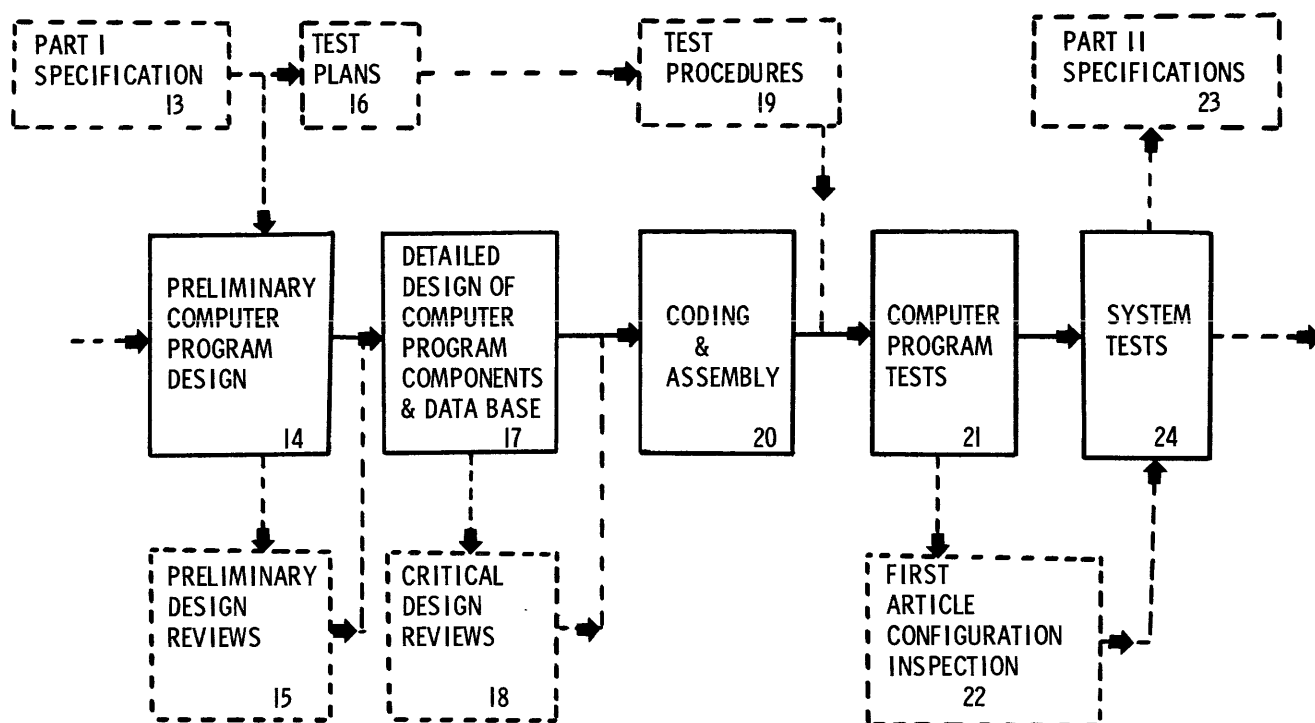 PART I
SPECIFICATION
13
TEST
PLANS
16
TEST
PROCEDURES
19
PART II
SPECIFICATIONS
23
PRELIMINARY
COMPUTER
PROGRAM
DESIGN
14
DETAILED
DESIGN OF
COMPUTER
PROGRAM
COMPONENTS
& DATA BASE
17
CODING
&
ASSEMBLY
20
COMPUTER
PROGRAM
TESTS
21
SYSTEM
TESTS
24
PRELIMINARY
DESIGN
REVIEWS
15
CRITICAL
DESIGN
REVIEWS
18
FIRST
ARTICLE
CONFIGURATION
INSPECTION
22